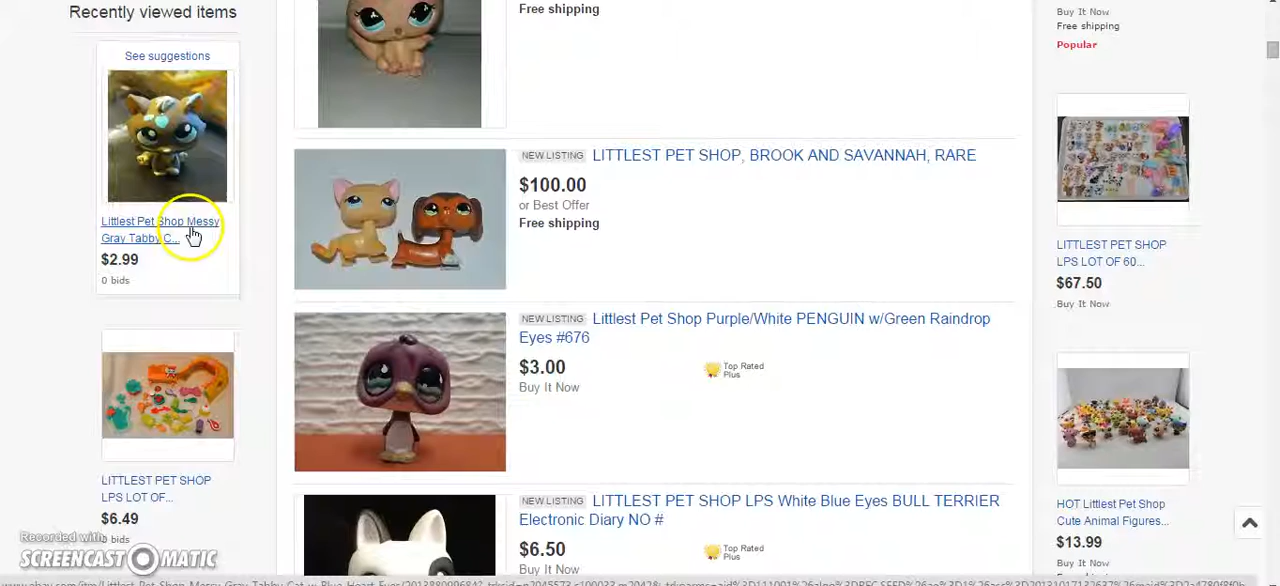 Recently viewed items
See suggestions
Littlest Pet Shop Messy
Gray Tabby C...
$2.99
0 bids
LITTLEST PET SHOP
LPS LOT OF...
$6.49
0 bids
Free shipping
NEW LISTING LITTLEST PET SHOP, BROOK AND SAVANNAH, RARE
$100.00
or Best Offer
Free shipping
NEW LISTING Littlest Pet Shop Purple/White PENGUIN w/Green Raindrop
Eyes #676
$3.00
Buy It Now
Top Rated
Plus
NEW LISTING LITTLEST PET SHOP LPS White Blue Eyes BULL TERRIER
Electronic Diary NO #
$6.50
Buy It Now
Top Rated
Plus
Buy It Now
Free shipping
Popular
LITTLEST PET SHOP
LPS LOT OF 60...
$67.50
Buy It Now
HOT Littlest Pet Shop
Cute Animal Figures...
$13.99
Buy It Now
Recorded with
SCREENCAST MATIC